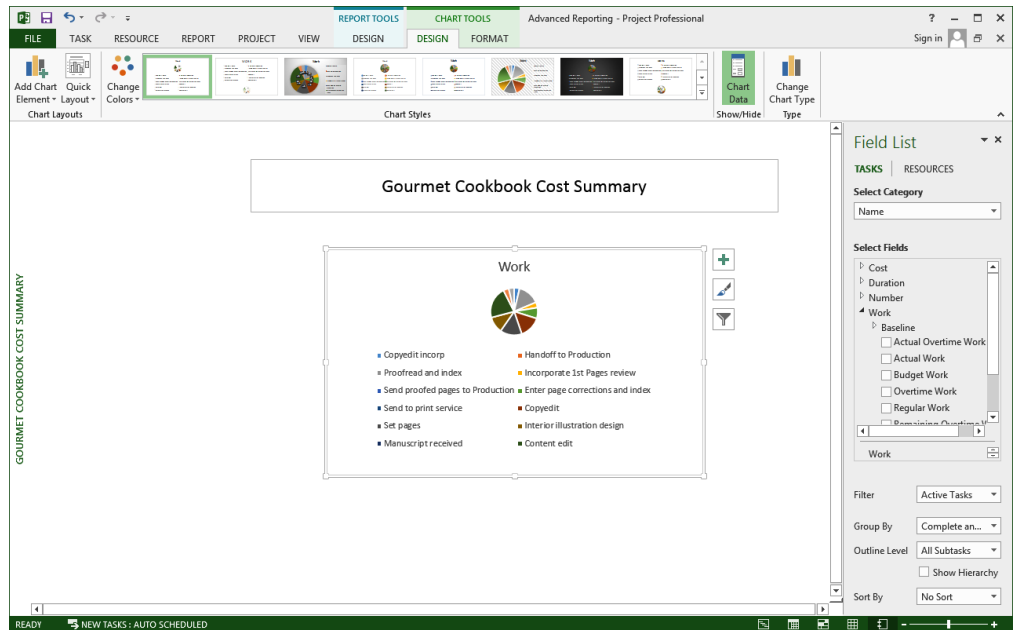 REPORT TOOLS
CHART TOOLS
Advanced Reporting - Project Professional
?
FILE
TASK
RESOURCE
REPORT
PROJECT
VIEW
DESIGN
DESIGN
FORMAT
Sign in
Add Chart
Element
Quick
Layout
Change
Colors
Chart
Data
Change
Chart Type
Chart Layouts
Chart Styles
Show/Hide
Type
GOURMET COOKBOOK COST SUMMARY
Gourmet Cookbook Cost Summary
Work
Copyedit incorp
Handoff to Production
Proofread and index
Incorporate 1st Pages review
Send proofed pages to Production
Enter page corrections and index
Send to print service
Copyedit
Set pages
Interior illustration design
Manuscript received
Content edit
Field List
TASKS
RESOURCES
Select Category
Name
Select Fields
Cost
Duration
Number
Work
Baseline
Actual Overtime Work
Actual Work
Budget Work
Overtime Work
Regular Work
Remaining Overtime W
Work
Filter
Active Tasks
Group By
Complete an...
Outline Level
All Subtasks
Show Hierarchy
Sort By
No Sort
READY
NEW TASKS : AUTO SCHEDULED